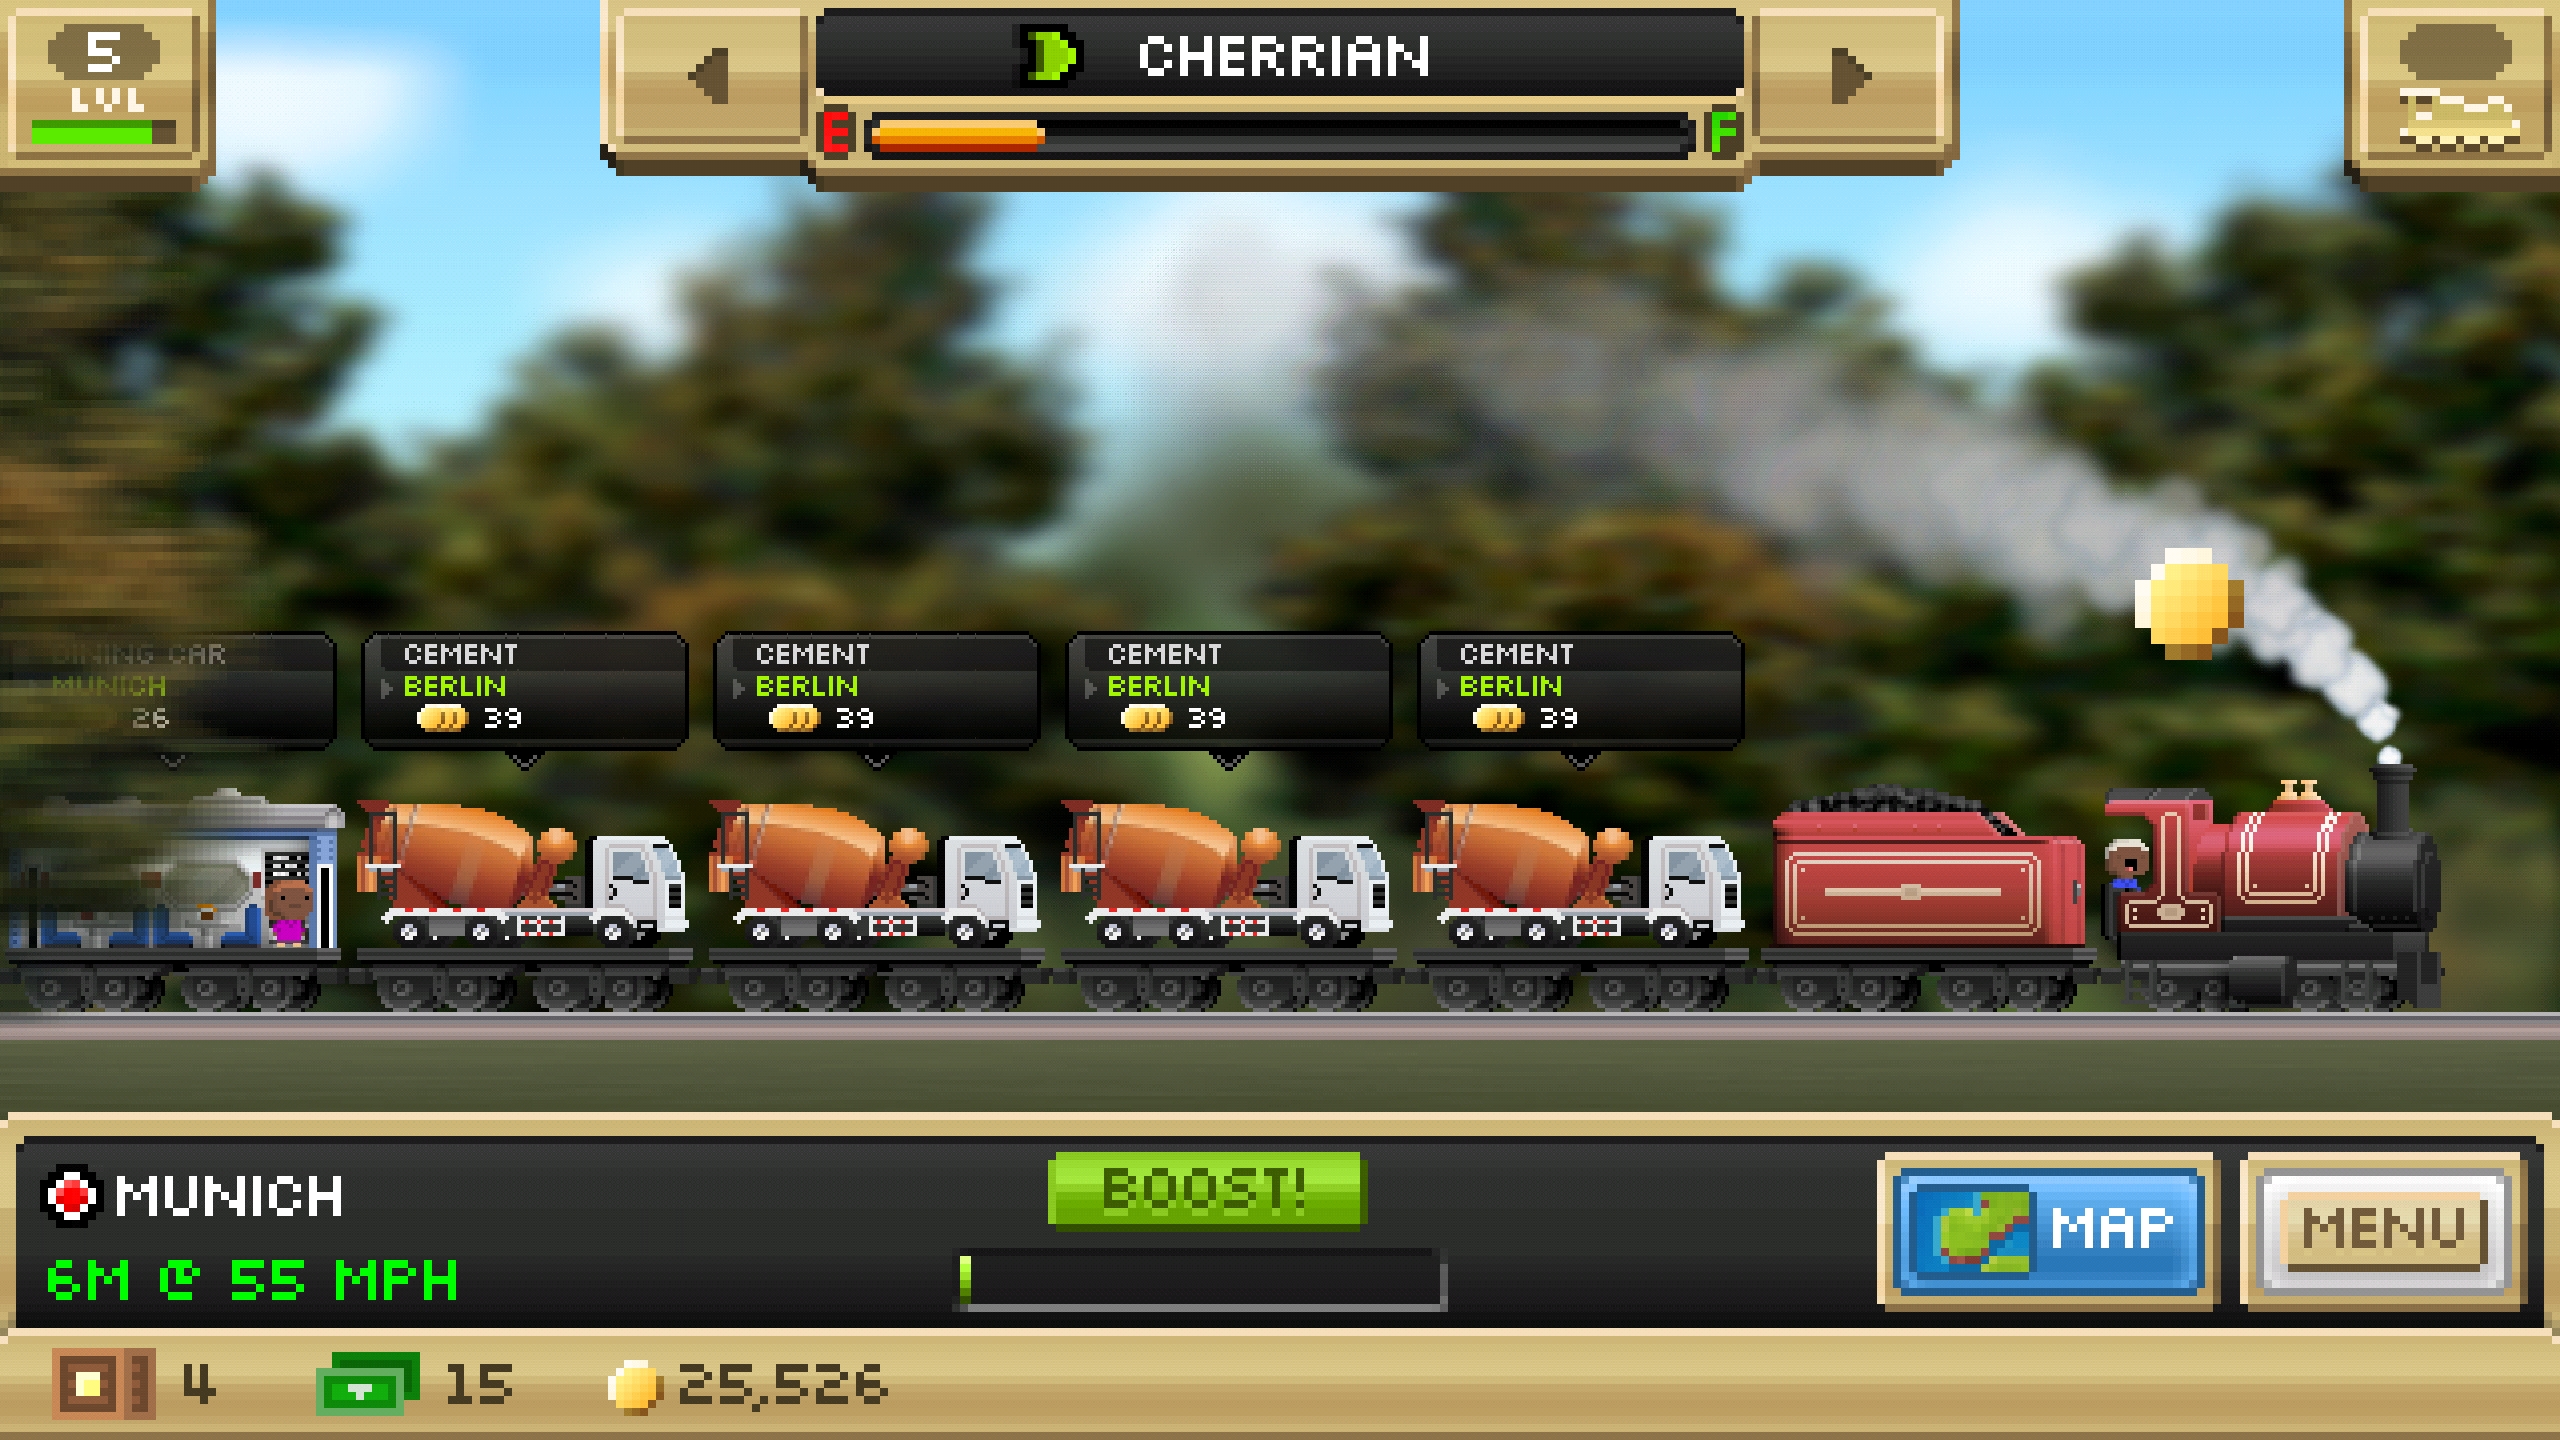 5
LVL
CHERRIAN
E F
DINING CAR
MUNICH
26
CEMENT
BERLIN
39
CEMENT
BERLIN
39
CEMENT
BERLIN
39
CEMENT
BERLIN
39
MUNICH
6M @ 55 MPH
BOOST!
MAP
MENU
4 15 25,526